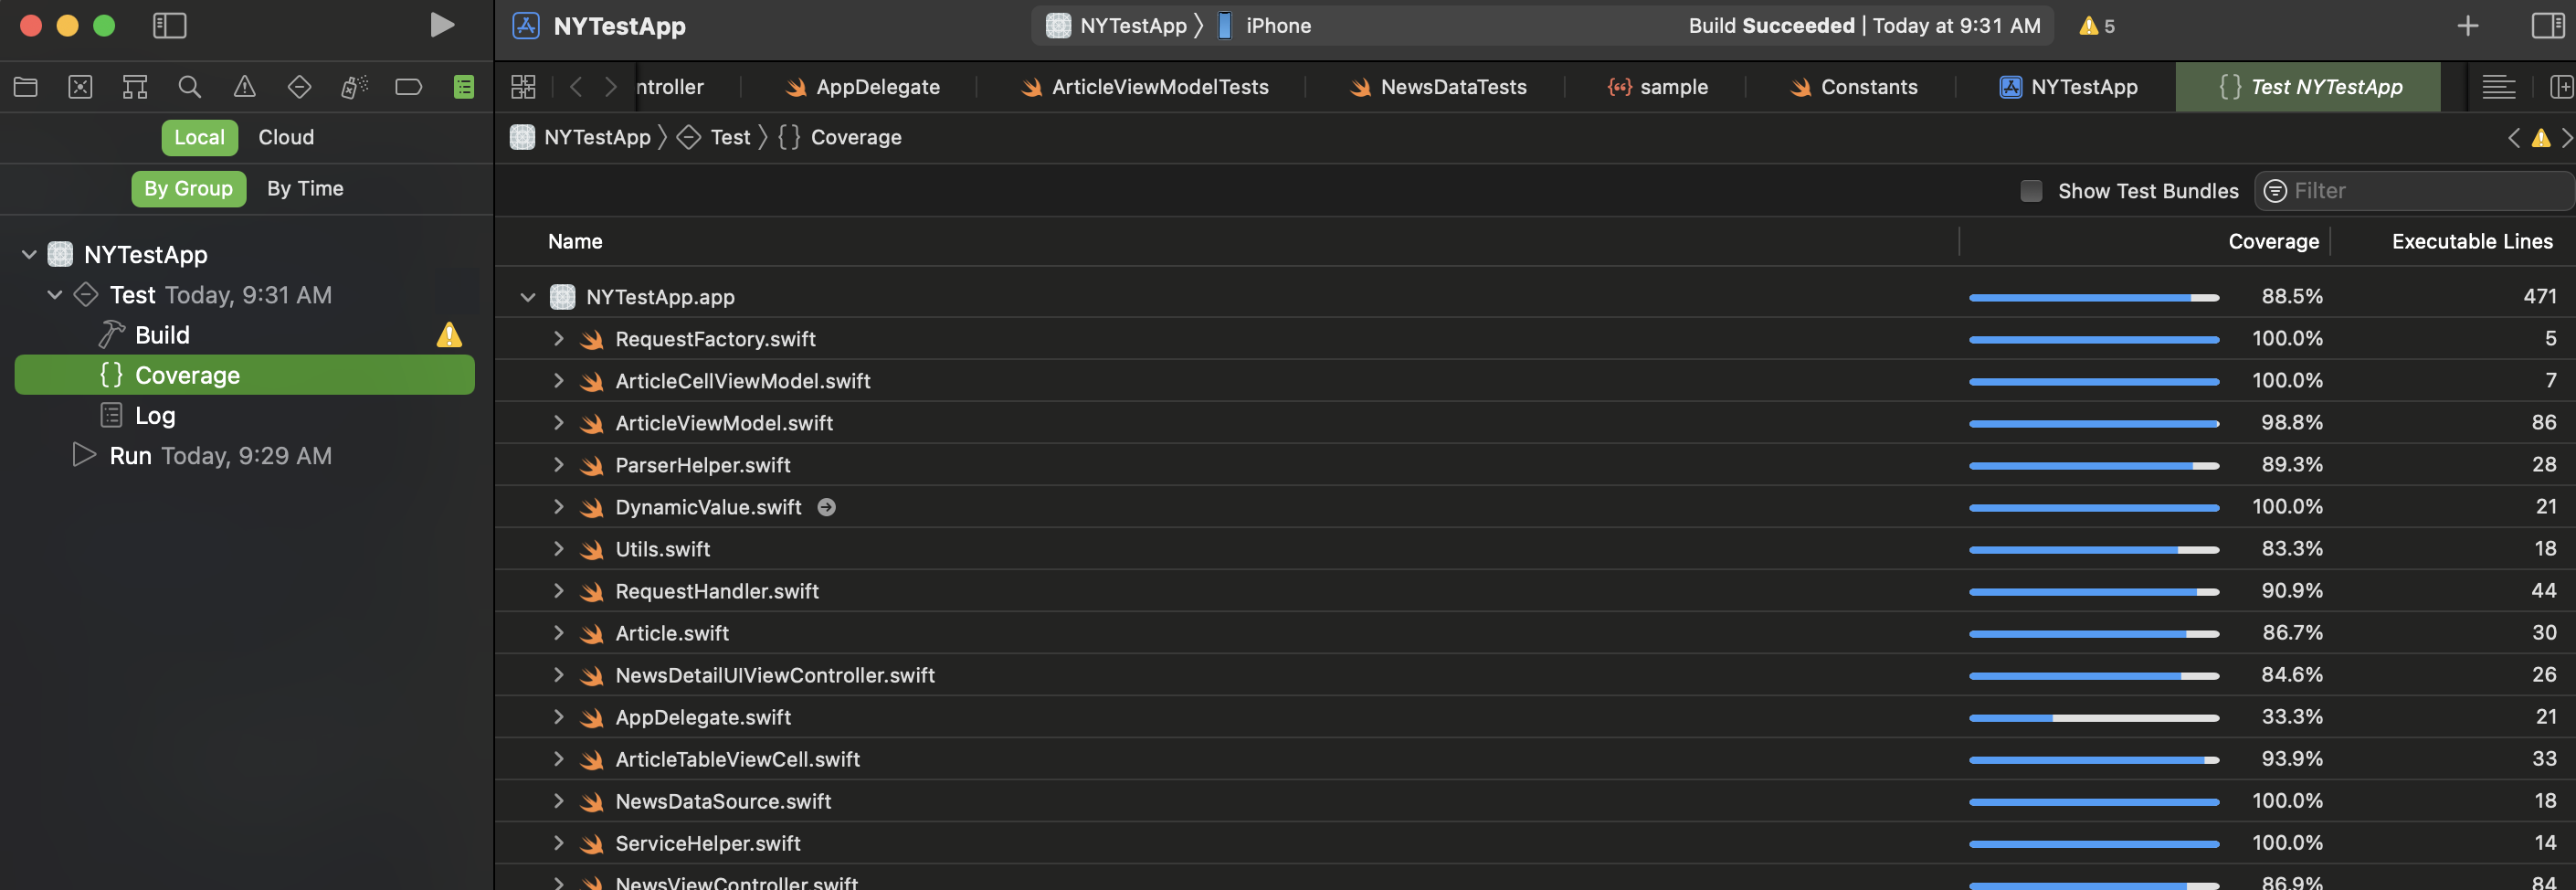 NYTestApp
NYTestApp
iPhone
Build Succeeded | Today at 9:31 AM
5
ntroller
AppDelegate
ArticleViewModelTests
NewsDataTests
sample
Constants
NYTestApp
Test NYTestApp
Local
Cloud
NYTestApp
Test
Coverage
By Group
By Time
Show Test Bundles
Filter
Name
Coverage
Executable Lines
NYTestApp
Test Today, 9:31 AM
Build
Coverage
Log
Run Today, 9:29 AM
NYTestApp.app 88.5% 471
RequestFactory.swift 100.0% 5
ArticleCellViewModel.swift 100.0% 7
ArticleViewModel.swift 98.8% 86
ParserHelper.swift 89.3% 28
DynamicValue.swift 100.0% 21
Utils.swift 83.3% 18
RequestHandler.swift 90.9% 44
Article.swift 86.7% 30
NewsDetailUIViewController.swift 84.6% 26
AppDelegate.swift 33.3% 21
ArticleTableViewCell.swift 93.9% 33
NewsDataSource.swift 100.0% 18
ServiceHelper.swift 100.0% 14
NewsViewController.swift 86.9% 84